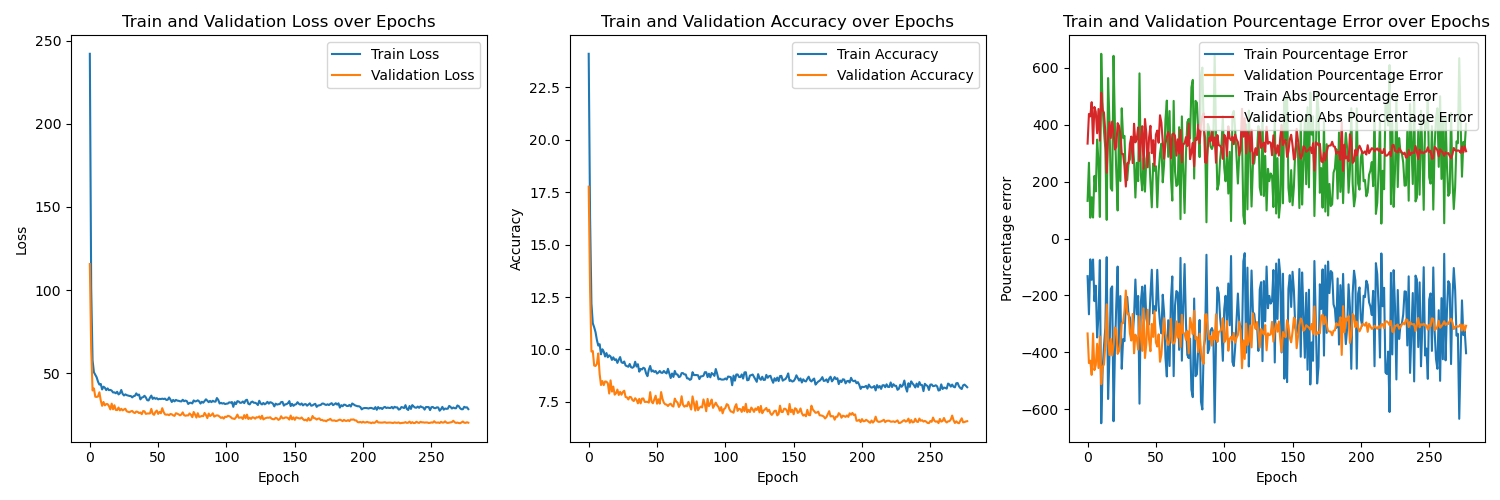 Train and Validation Loss over Epochs
250
200
150
100
50
0
50
100
150
200
250
Loss
Epoch
Train Loss
Validation Loss
Train and Validation Accuracy over Epochs
22.5
20.0
17.5
15.0
12.5
10.0
7.5
0
50
100
150
200
250
Accuracy
Epoch
Train Accuracy
Validation Accuracy
Train and Validation Pourcentage Error over Epochs
600
400
200
0
−200
−400
−600
0
50
100
150
200
250
Pourcentage error
Epoch
Train Pourcentage Error
Validation Pourcentage Error
Train Abs Pourcentage Error
Validation Abs Pourcentage Error